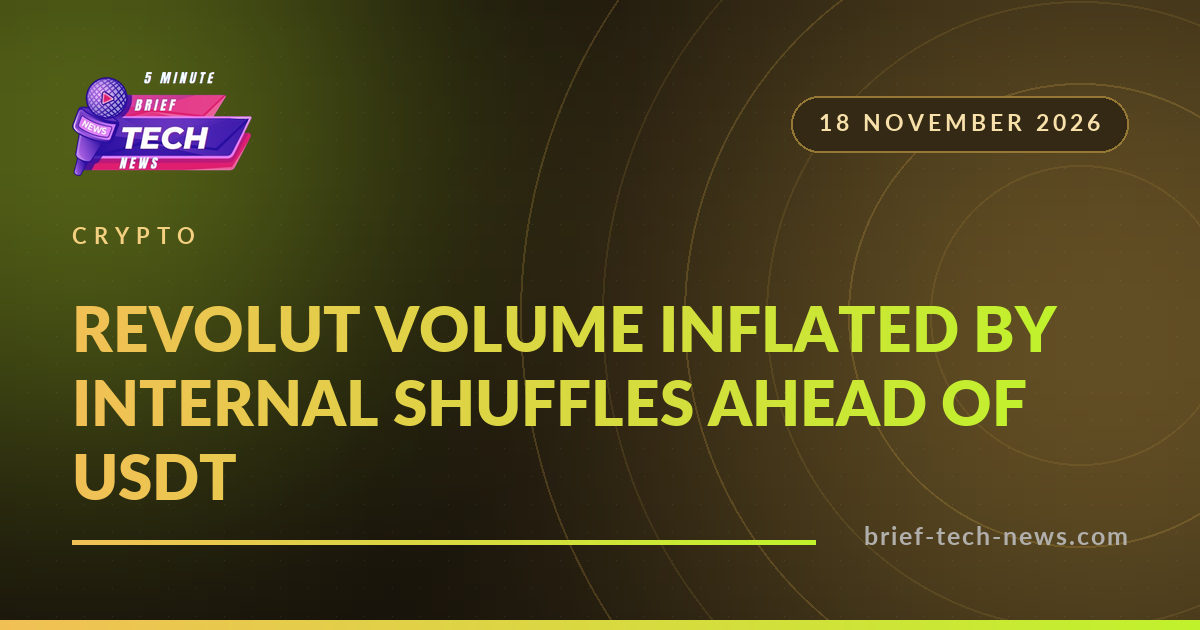 5 MINUTE
BRIEF
NEWS
TECH
NEWS
18 NOVEMBER 2026
CRYPTO
REVOLUT VOLUME INFLATED BY
INTERNAL SHUFFLES AHEAD OF
USDT
brief-tech-news.com